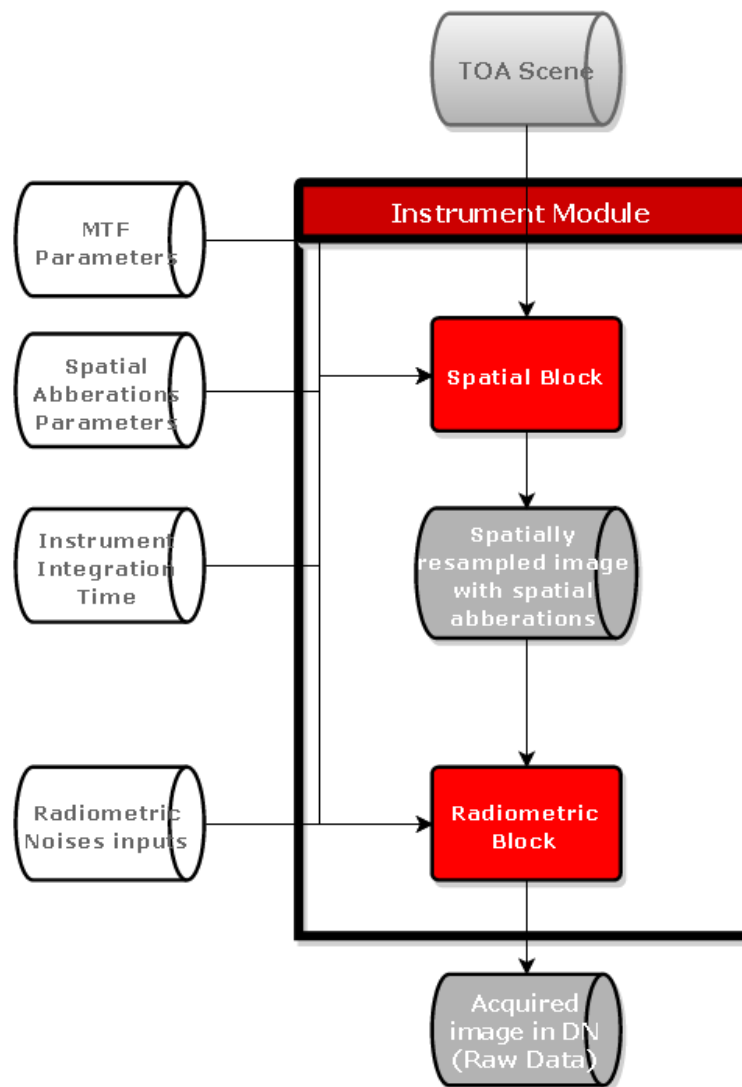 TOA Scene
Instrument Module
MTF
Parameters
Spatial
Abberations
Parameters
Spatial Block
Instrument
Integration
Time
Spatially
resampled image
with spatial
abberations
Radiometric
Noises inputs
Radiometric
Block
Acquired
image in DN
(Raw Data)